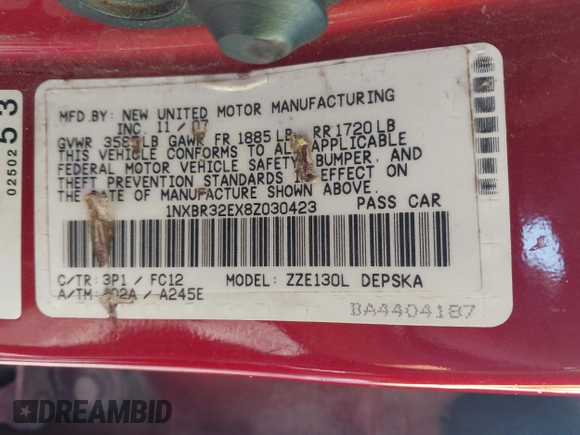 MFD.BY: NEW UNITED MOTOR MANUFACTURING
INC 11 / 07
GVWR LB GAWR FR 1885 LB RR 1720 LB
THIS VEHICLE CONFORMS TO ALL APPLICABLE
FEDERAL MOTOR VEHICLE SAFETY, BUMPER, AND
THEFT PREVENTION STANDARDS IN EFFECT ON
THE DATE OF MANUFACTURE SHOWN ABOVE.
1NXBR32EX8Z030423 PASS CAR
C/TR: 3P1 / FC12 MODEL: ZZE130L DEPSKA
A/TM: / A245E
BA4404187
02502
53
DREAMBID